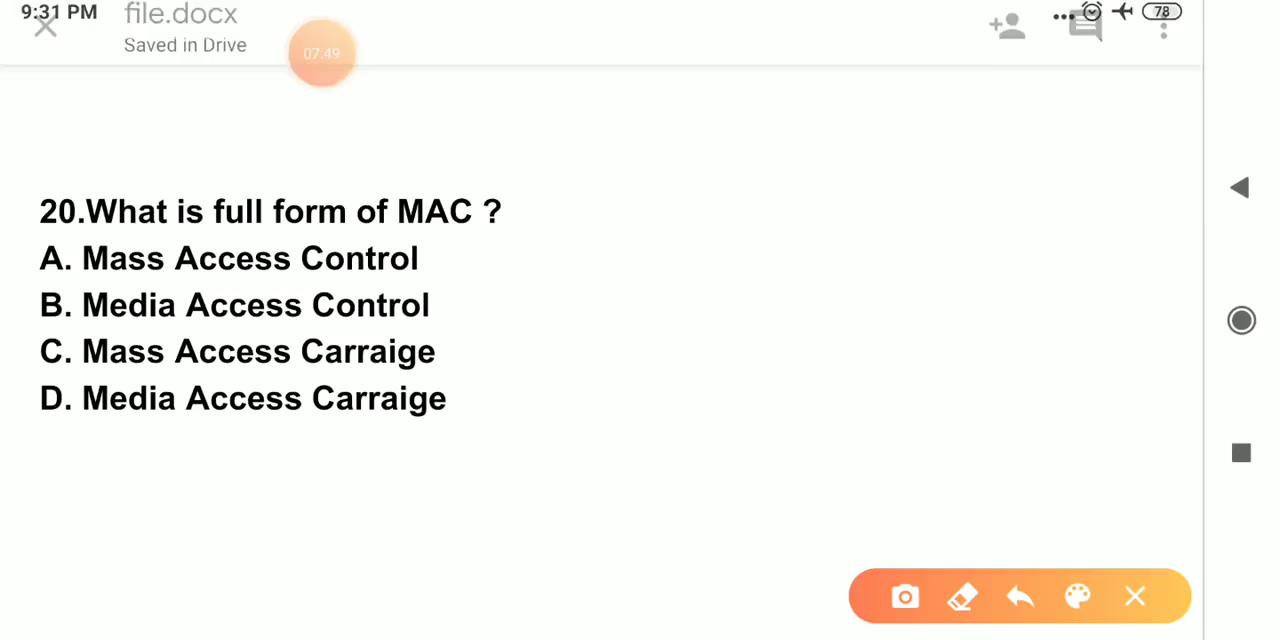 9:31 PM
file.docx
78
Saved in Drive
07:49
20.What is full form of MAC ?
A. Mass Access Control
B. Media Access Control
C. Mass Access Carraige
D. Media Access Carraige